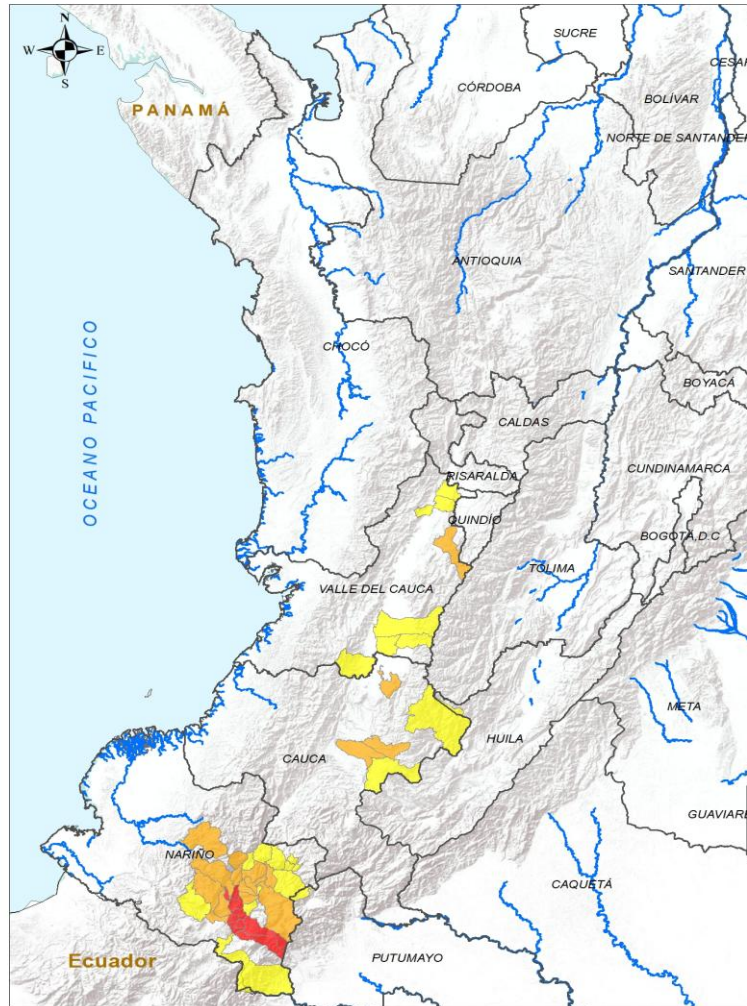 N
W E
S
SUCRE
CESAR
CÓRDOBA
BOLÍVAR
PANAMÁ
NORTE DE SANTANDER
ANTIOQUIA
SANTANDER
OCEANO PACIFICO
CHOCÓ
BOYACÁ
CALDAS
CUNDINAMARCA
RISARALDA
QUINDÍO
BOGOTÁ,D.C
TOLIMA
VALLE DEL CAUCA
META
HUILA
CAUCA
GUAVIARE
NARIÑO
CAQUETÁ
Ecuador
PUTUMAYO